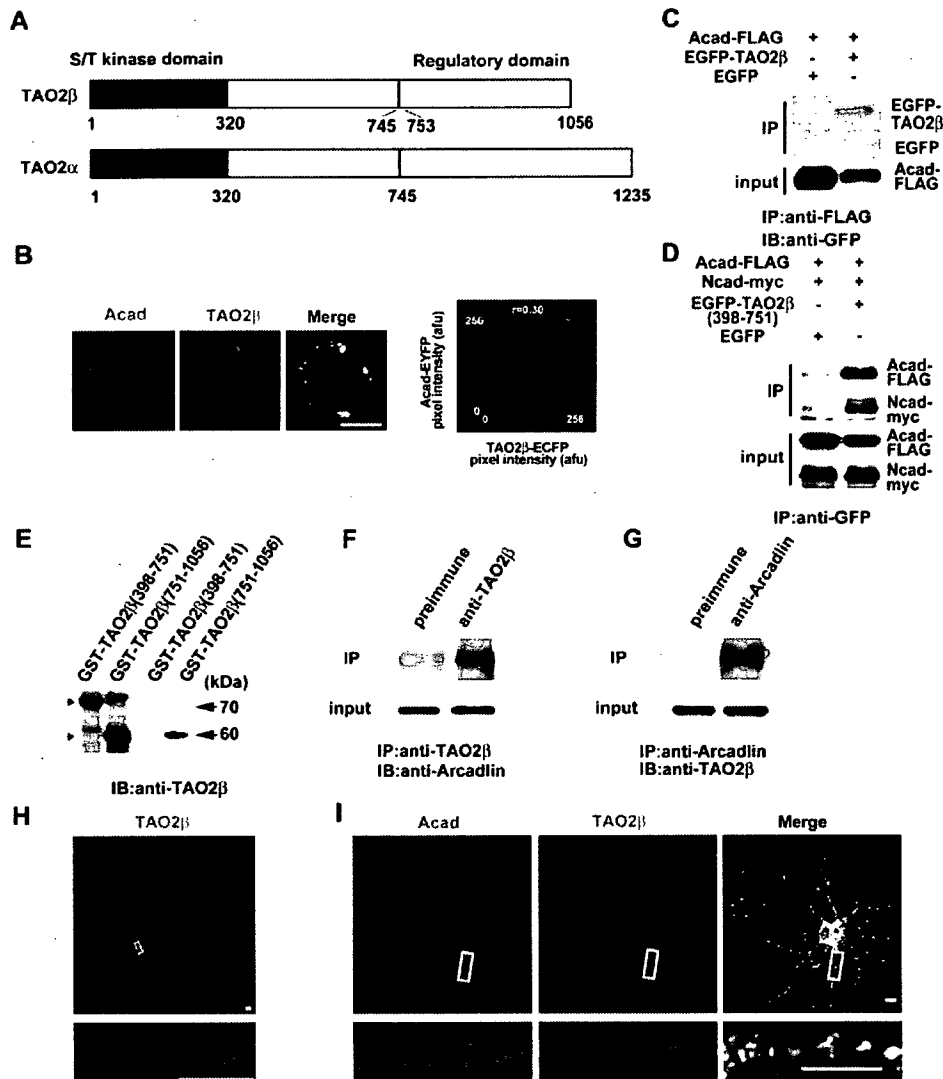 A
S/T kinase domain
Regulatory domain
TAO2β
1
320
745
753
1056
TAO2α
1
320
745
1235
B
Acad
TAO2β
Merge
Acad-EYFP
pixel intensity (afu)
256
r=0.30
0
0
256
TAO2β-EGFP
pixel intensity (afu)
C
Acad-FLAG + +
EGFP-TAO2β - +
EGFP + -
IP
EGFP-
TAO2β
EGFP
input
Acad-
FLAG
IP:anti-FLAG
IB:anti-GFP
D
Acad-FLAG + +
Ncad-myc + +
EGFP-TAO2β - +
(398-751)
EGFP + -
IP
Acad-
FLAG
Ncad-
myc
input
Acad-
FLAG
Ncad-
myc
IP:anti-GFP
E
GST-TAO2β(398-751)
GST-TAO2β(751-1056)
GST-TAO2β(398-751)
GST-TAO2β(751-1056)
(kDa)
70
60
IB:anti-TAO2β
F
preimmune
anti-TAO2β
IP
input
IP:anti-TAO2β
IB:anti-Arcadlin
G
preimmune
anti-Arcadlin
IP
input
IP:anti-Arcadlin
IB:anti-TAO2β
H
TAO2β
I
Acad
TAO2β
Merge